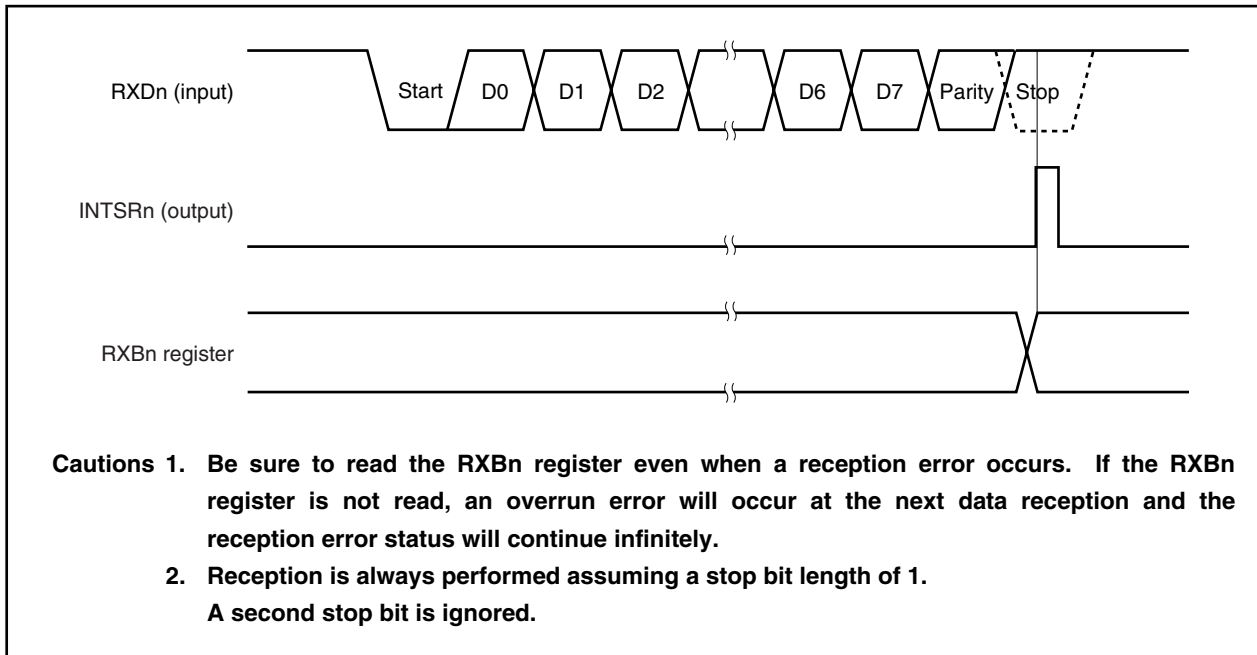 RXDn (input)
Start D0 D1 D2 D6 D7 Parity Stop
INTSRn (output)
RXBn register
Cautions 1. Be sure to read the RXBn register even when a reception error occurs. If the RXBn
register is not read, an overrun error will occur at the next data reception and the
reception error status will continue infinitely.
2. Reception is always performed assuming a stop bit length of 1.
A second stop bit is ignored.